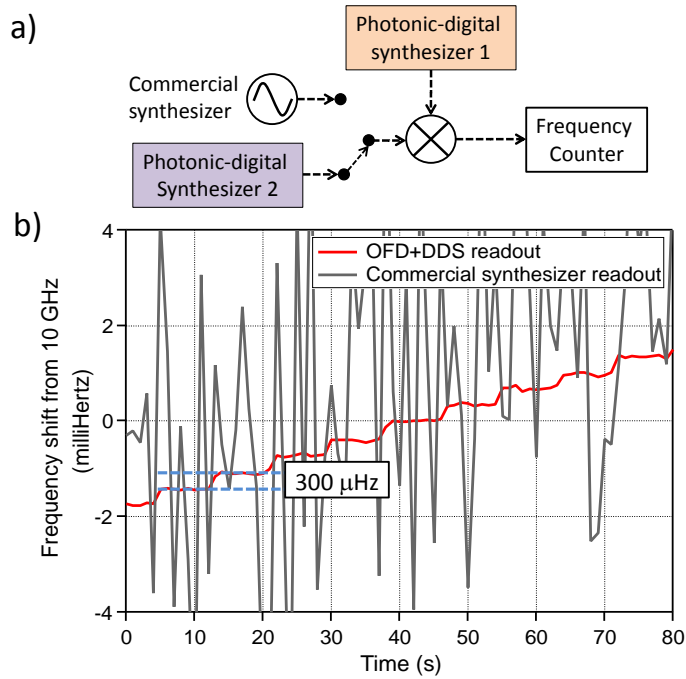 a)
Photonic-digital
synthesizer 1
Commercial
synthesizer
Photonic-digital
Synthesizer 2
Frequency
Counter
b)
Frequency shift from 10 GHz
(milliHertz)
4
2
0
-2
-4
OFD+DDS readout
Commercial synthesizer readout
300 μHz
0 10 20 30 40 50 60 70 80
Time (s)